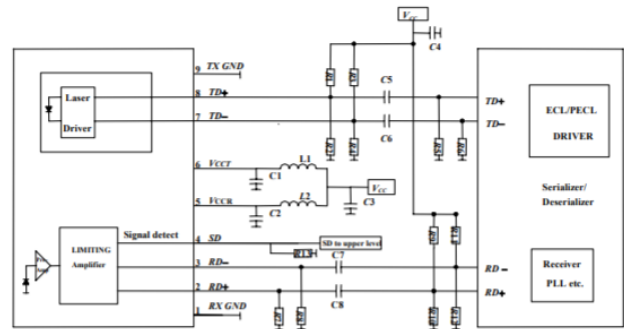 VCC
C4
9 TX GND
Laser
Driver
8 TD+
7 TD−
C5
C6
TD+
TD−
ECL/PECL
DRIVER
6 VCCT
L1
C1
VCC
5 VCCR
L2
C2
C3
Serializer/
Deserializer
Signal detect
4 SD
SD to upper level
R13
LIMITING
Amplifier
3 RD−
C7
RD −
2 RD+
C8
RD+
Receiver
PLL etc.
1 RX GND